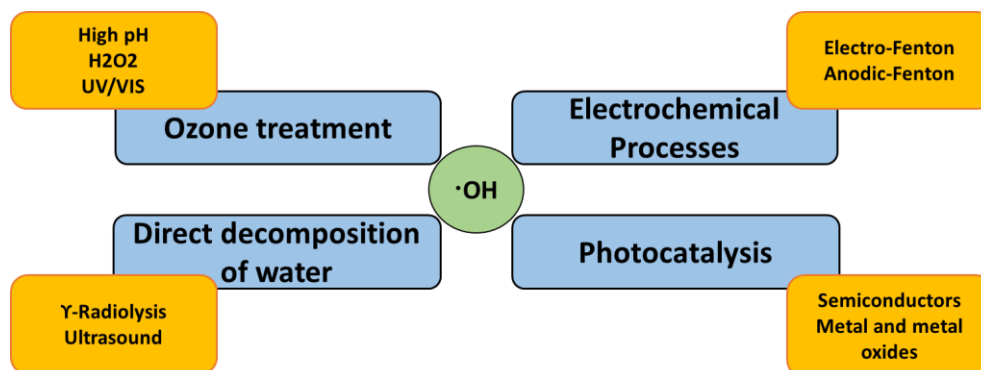 High pH
H2O2
UV/VIS
Ozone treatment
Electro-Fenton
Anodic-Fenton
Electrochemical
Processes
·OH
Direct decomposition
of water
ϒ-Radiolysis
Ultrasound
Photocatalysis
Semiconductors
Metal and metal
oxides